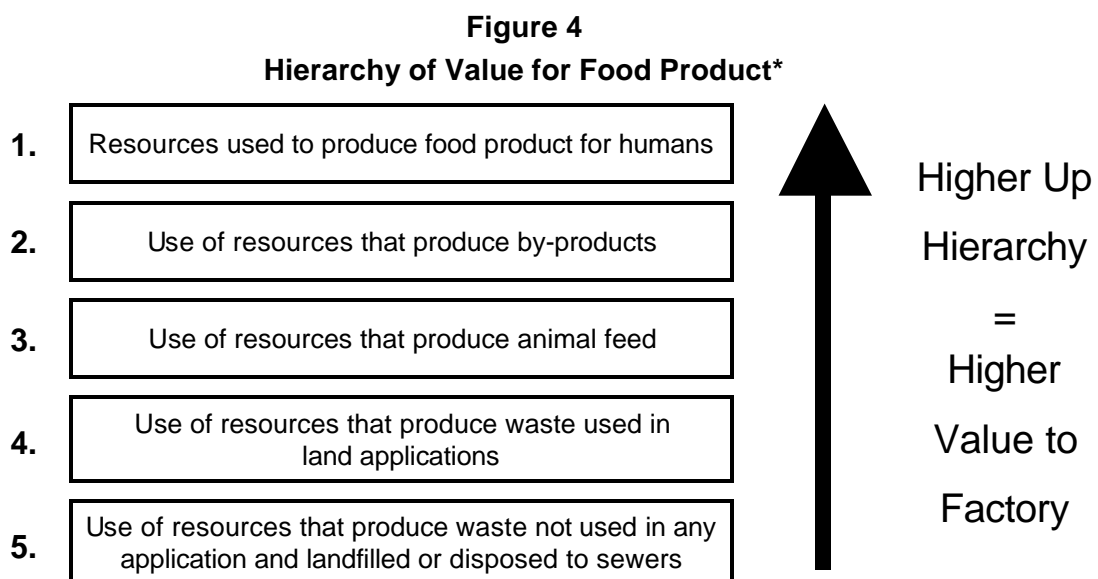 Figure 4
Hierarchy of Value for Food Product*
1. Resources used to produce food product for humans
2. Use of resources that produce by-products
3. Use of resources that produce animal feed
4. Use of resources that produce waste used in
land applications
5. Use of resources that produce waste not used in any
application and landfilled or disposed to sewers
Higher Up
Hierarchy
=
Higher
Value to
Factory